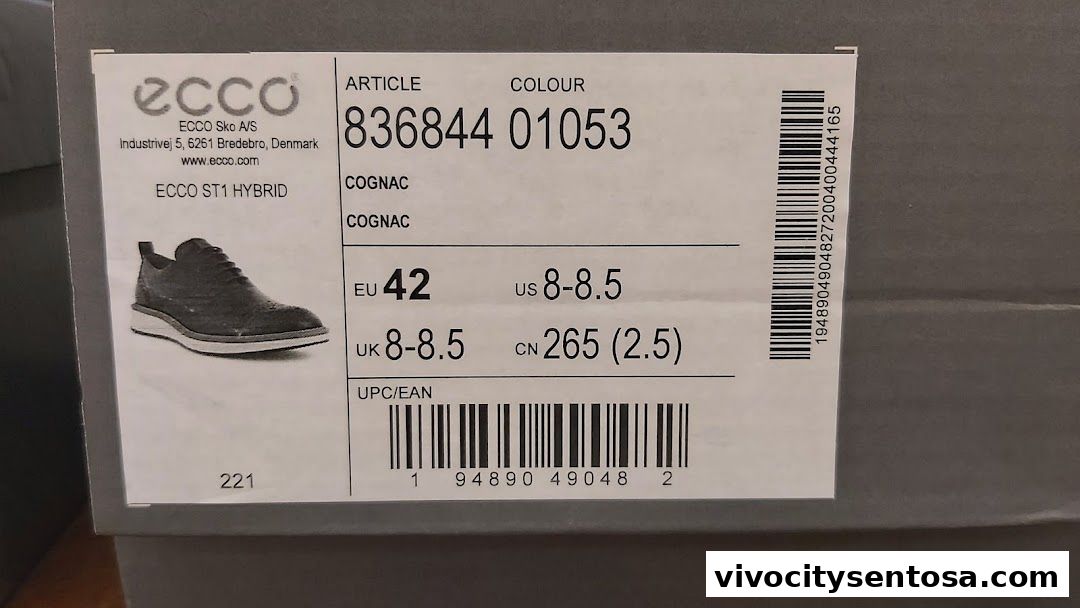 ecco®
ECCO Sko A/S
Industrivej 5, 6261 Bredebro, Denmark
www.ecco.com
ECCO ST1 HYBRID
221
ARTICLE COLOUR
836844 01053
COGNAC
COGNAC
EU 42 US 8-8.5
UK 8-8.5 CN 265 (2.5)
UPC/EAN
1 94890 49048 2
19489049048272004004441​65
vivocitysentosa.com